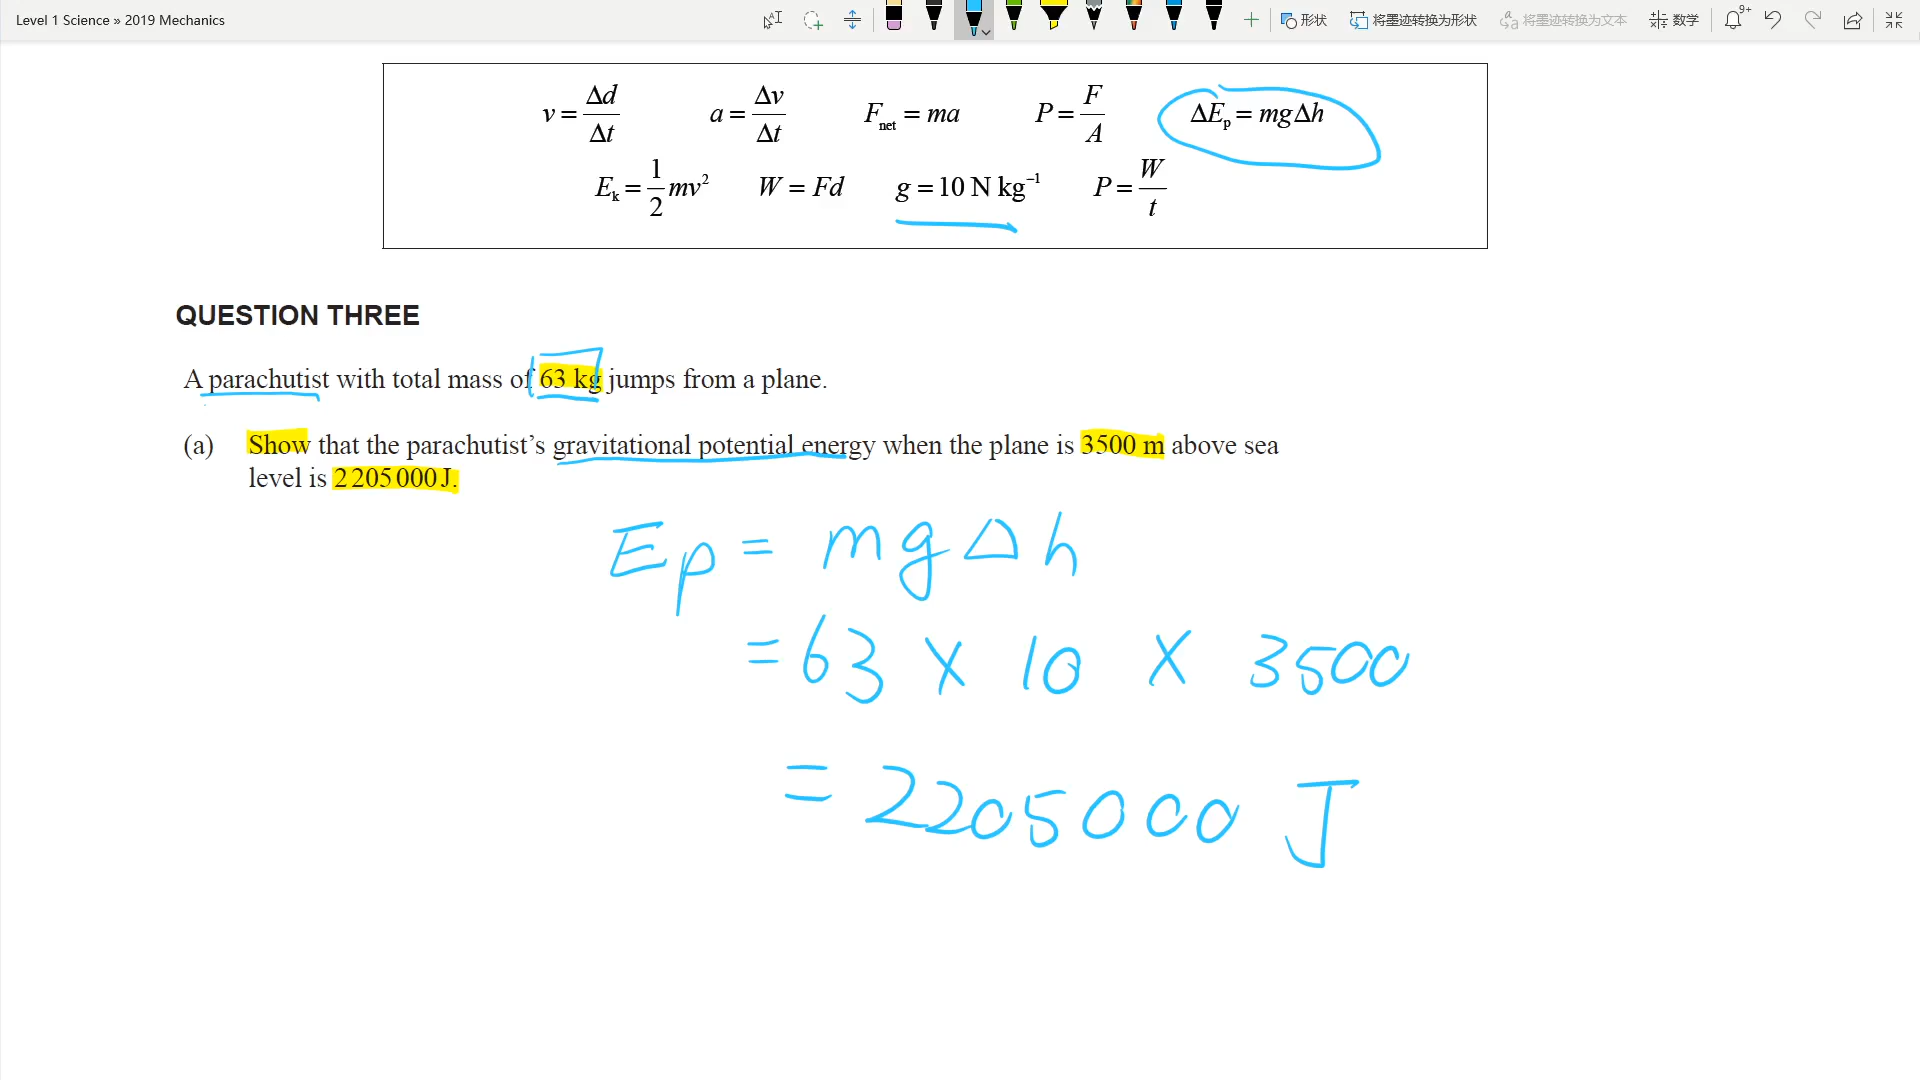 Level 1 Science » 2019 Mechanics
形状 将墨迹转换为形状 将墨迹转换为文本 数学 9+
v = Δd/Δt a = Δv/Δt F_net = ma P = F/A ΔE_p = mgΔh
E_k = 1/2 mv² W = Fd g = 10 N kg⁻¹ P = W/t
QUESTION THREE
A parachutist with total mass of 63 kg jumps from a plane.
(a) Show that the parachutist’s gravitational potential energy when the plane is 3500 m above sea
level is 2 205 000 J.
Ep = mgΔh
= 63 × 10 × 3500
= 2205000 J